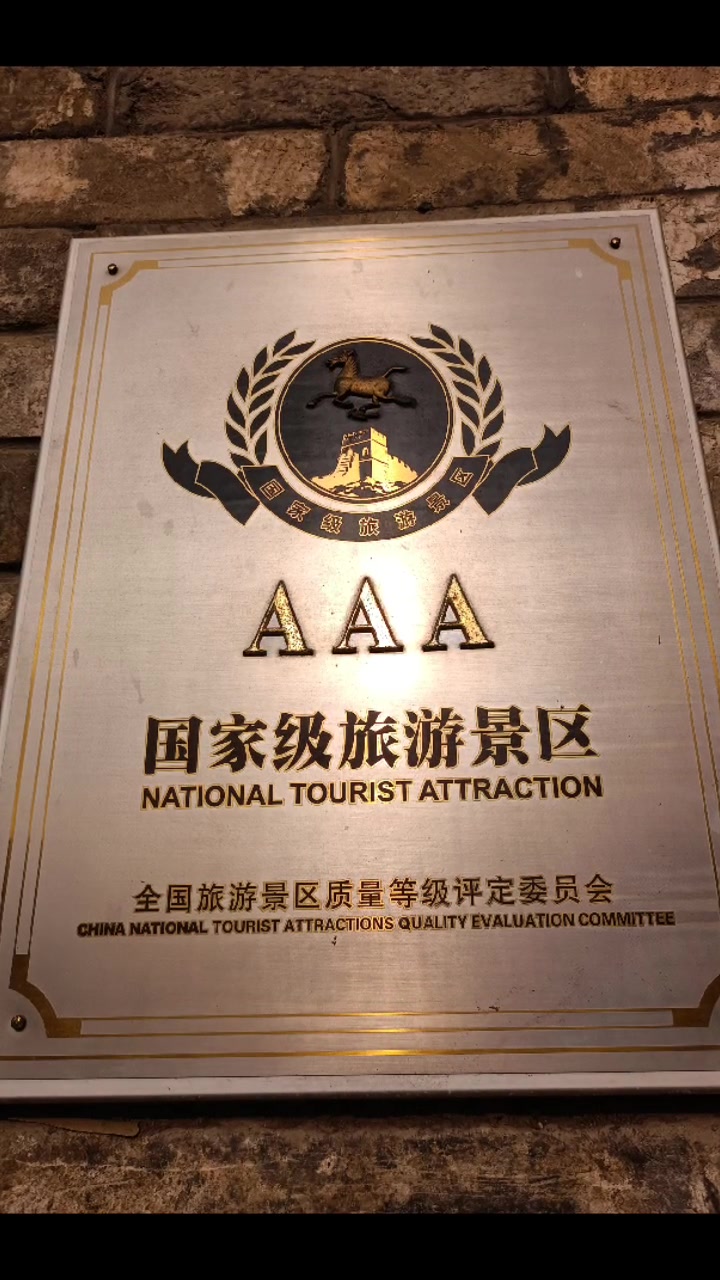 国家级旅游景区
AAA
国家级旅游景区
NATIONAL TOURIST ATTRACTION
全国旅游景区质量等级评定委员会
CHINA NATIONAL TOURIST ATTRACTIONS QUALITY EVALUATION COMMITTEE